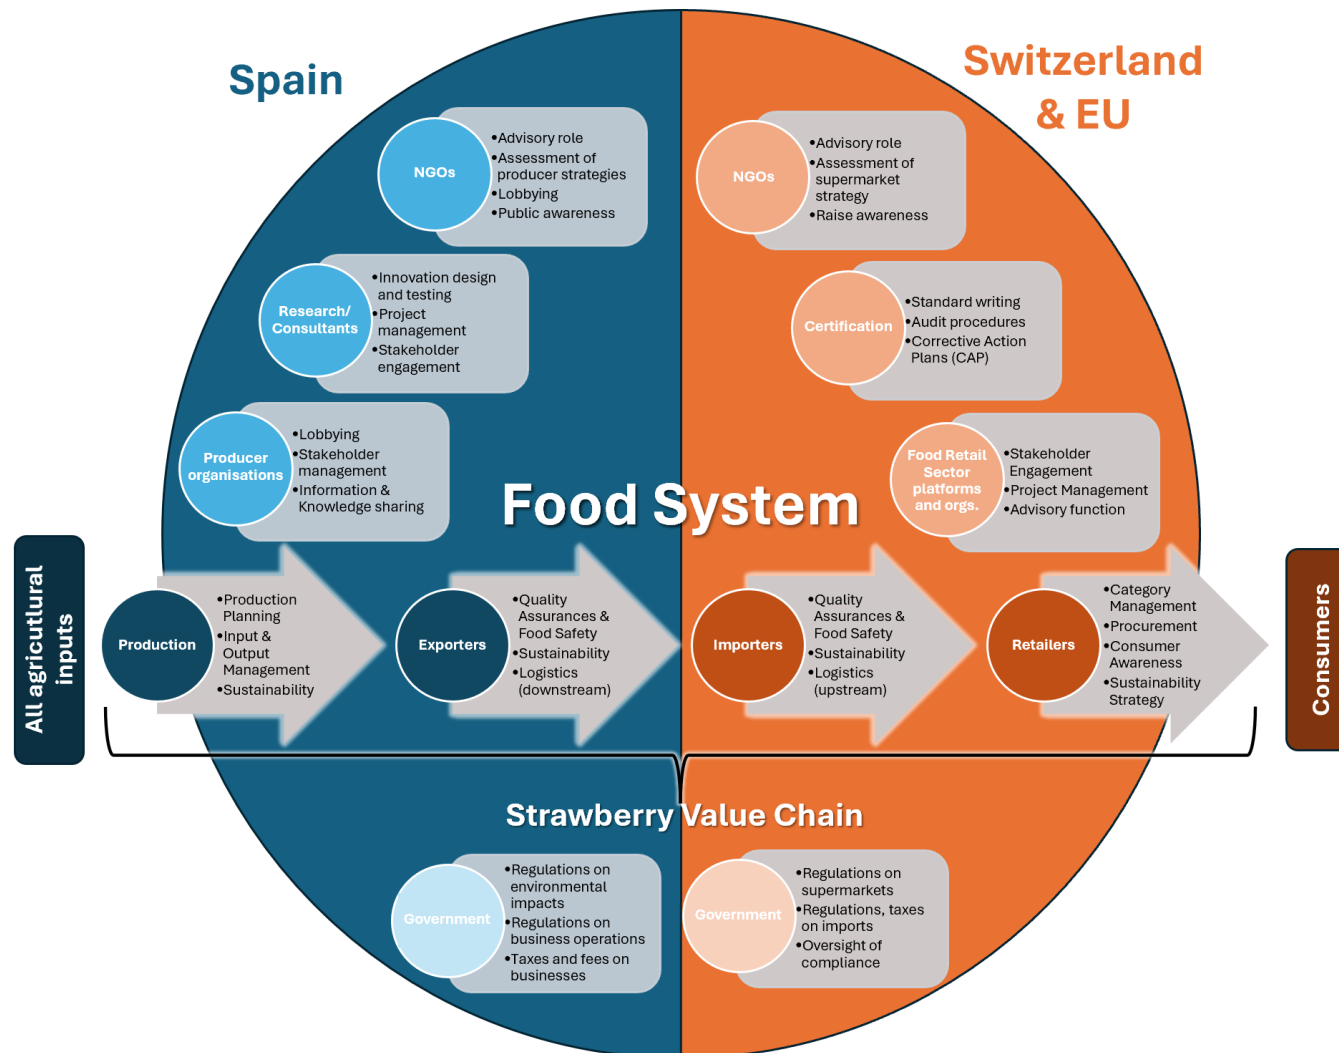 Spain
Switzerland
& EU
NGOs
•Advisory role
•Assessment of
producer strategies
•Lobbying
•Public awareness
NGOs
•Advisory role
•Assessment of
supermarket
strategy
•Raise awareness
Research/
Consultants
•Innovation design
and testing
•Project
management
•Stakeholder
engagement
Certification
•Standard writing
•Audit procedures
•Corrective Action
Plans (CAP)
Producer
organisations
•Lobbying
•Stakeholder
management
•Information &
Knowledge sharing
Food Retail
Sector
platforms
and orgs.
•Stakeholder
Engagement
•Project Management
•Advisory function
Food System
All agricutlural
inputs
Production
•Production
Planning
•Input &
Output
Management
•Sustainability
Exporters
•Quality
Assurances &
Food Safety
•Sustainability
•Logistics
(downstream)
Importers
•Quality
Assurances &
Food Safety
•Sustainability
•Logistics
(upstream)
Retailers
•Category
Management
•Procurement
•Consumer
Awareness
•Sustainability
Strategy
Consumers
Strawberry Value Chain
Government
•Regulations on
environmental
impacts
•Regulations on
business operations
•Taxes and fees on
businesses
Government
•Regulations on
supermarkets
•Regulations, taxes
on imports
•Oversight of
compliance